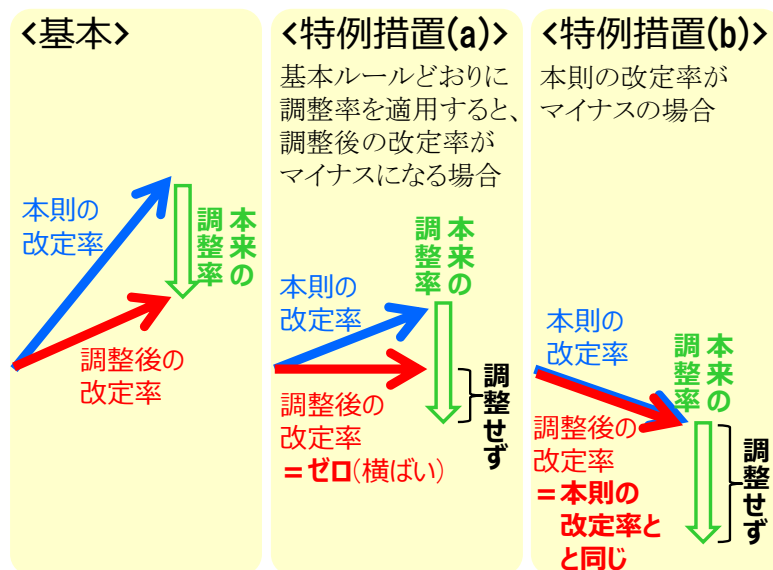 <基本>
本則の
改定率
本来の
調整率
調整後の
改定率
<特例措置(a)>
基本ルールどおりに
調整率を適用すると、
調整後の改定率が
マイナスになる場合
本来の
調整率
本則の
改定率
調整後の
改定率
＝ゼロ(横ばい)
調整せず
<特例措置(b)>
本則の改定率が
マイナスの場合
本則の
改定率
本来の
調整率
調整後の
改定率
＝本則の
改定率と
と同じ
調整せず